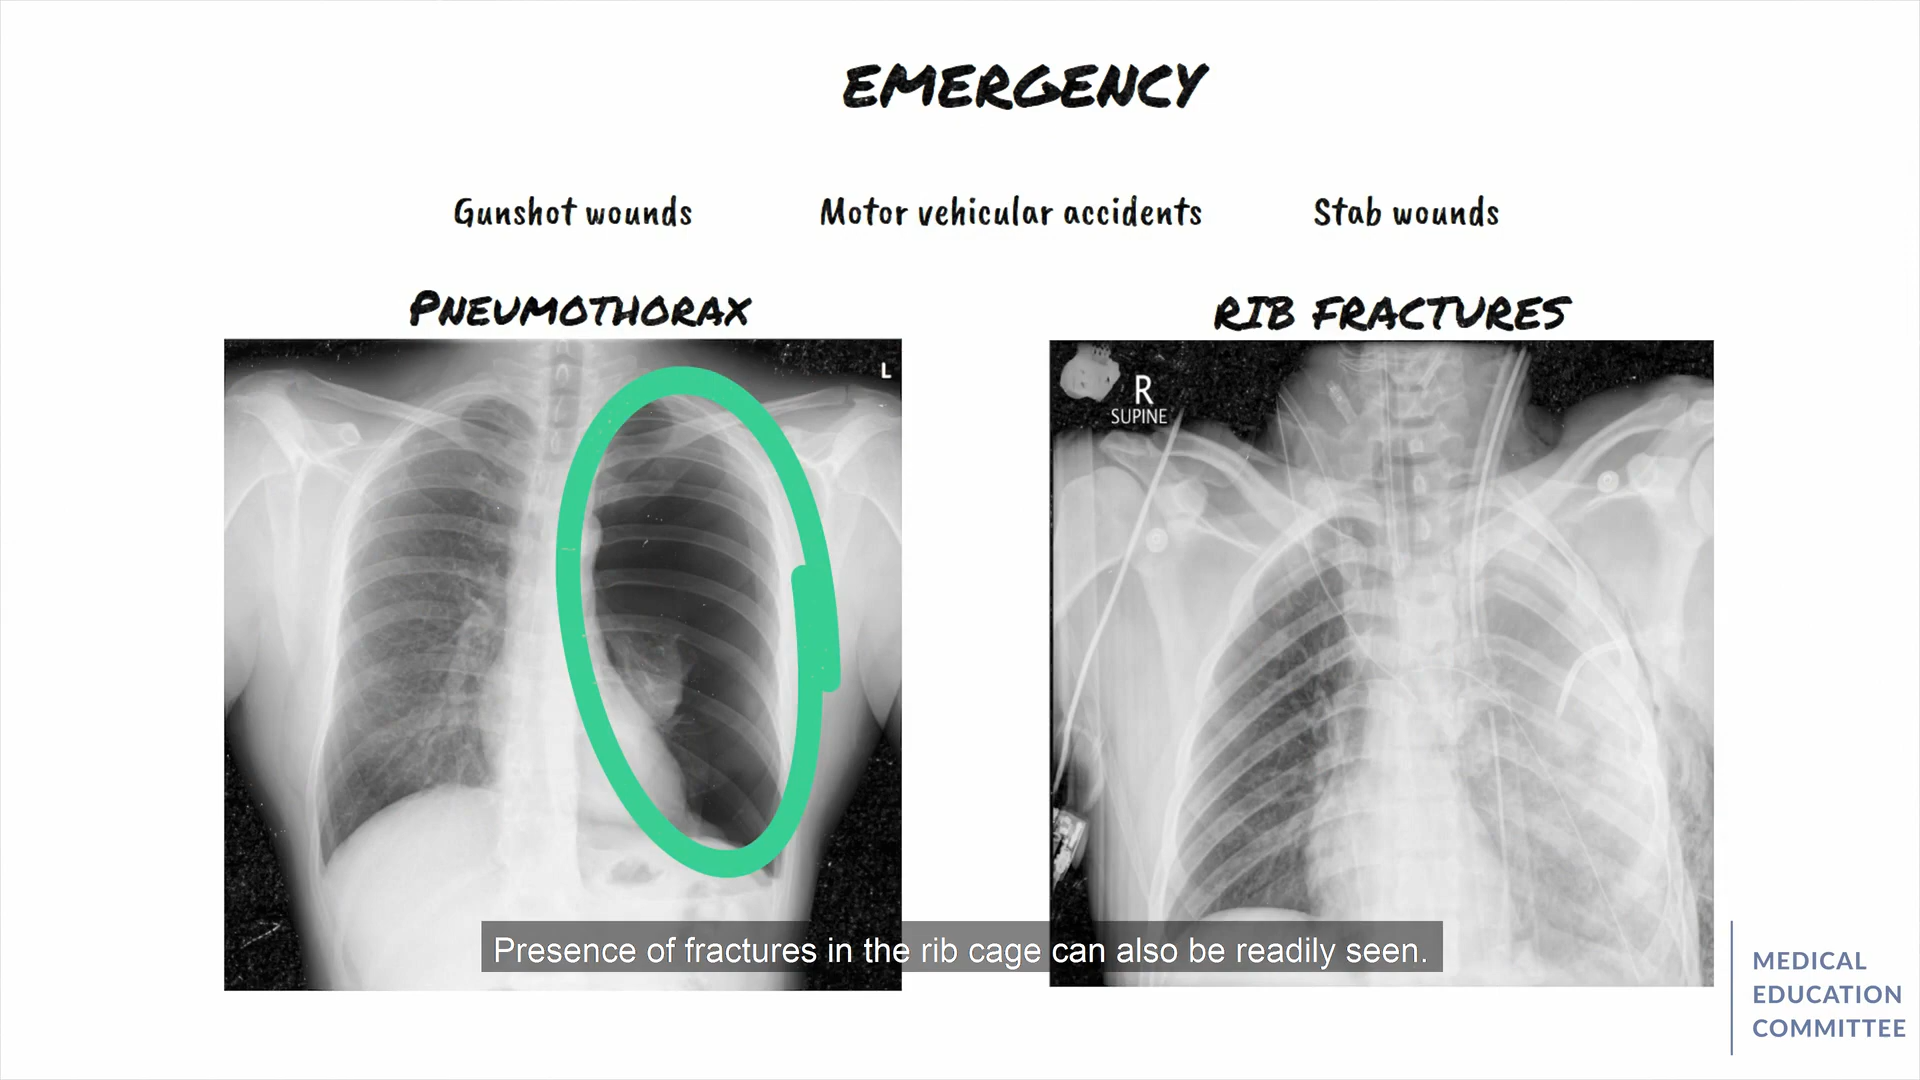 EMERGENCY
Gunshot wounds Motor vehicular accidents Stab wounds
PNEUMOTHORAX RIB FRACTURES
L
R
SUPINE
Presence of fractures in the rib cage can also be readily seen.
MEDICAL
EDUCATION
COMMITTEE